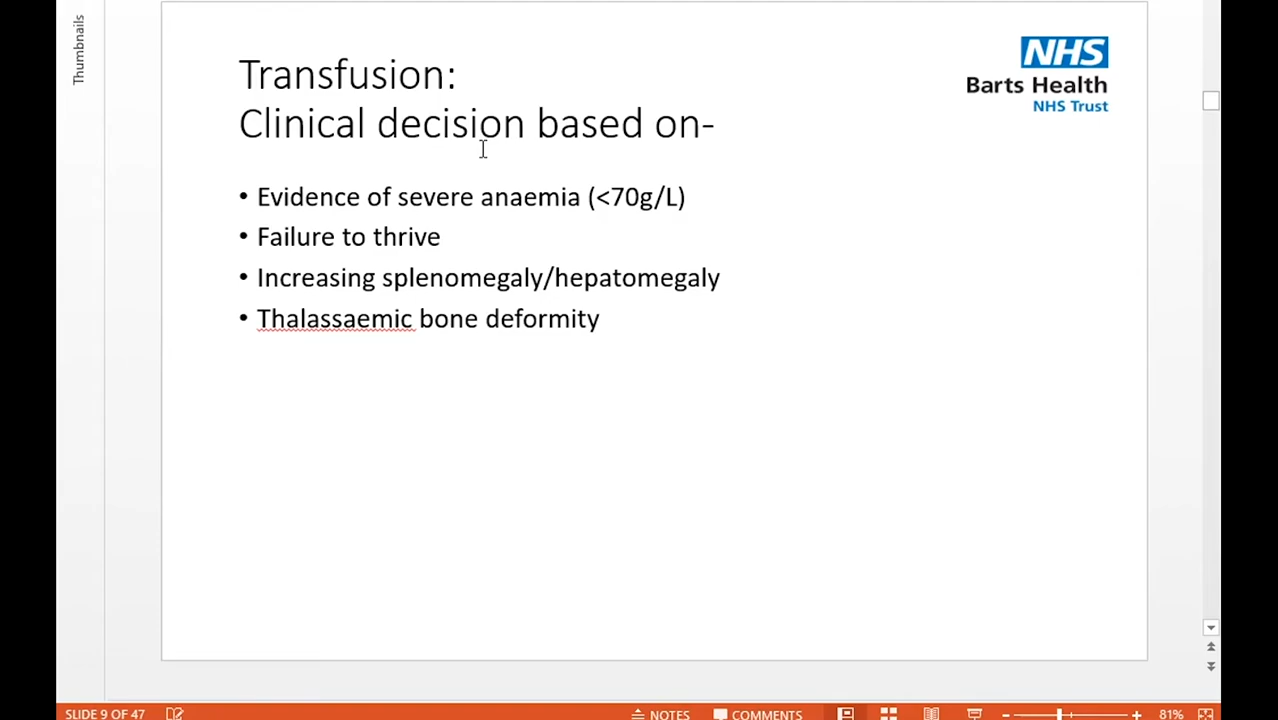 Thumbnails
NHS
Barts Health
NHS Trust
Transfusion:
Clinical decision based on-
• Evidence of severe anaemia (<70g/L)
• Failure to thrive
• Increasing splenomegaly/hepatomegaly
• Thalassaemic bone deformity
SLIDE 9 OF 47
NOTES
COMMENTS
81%